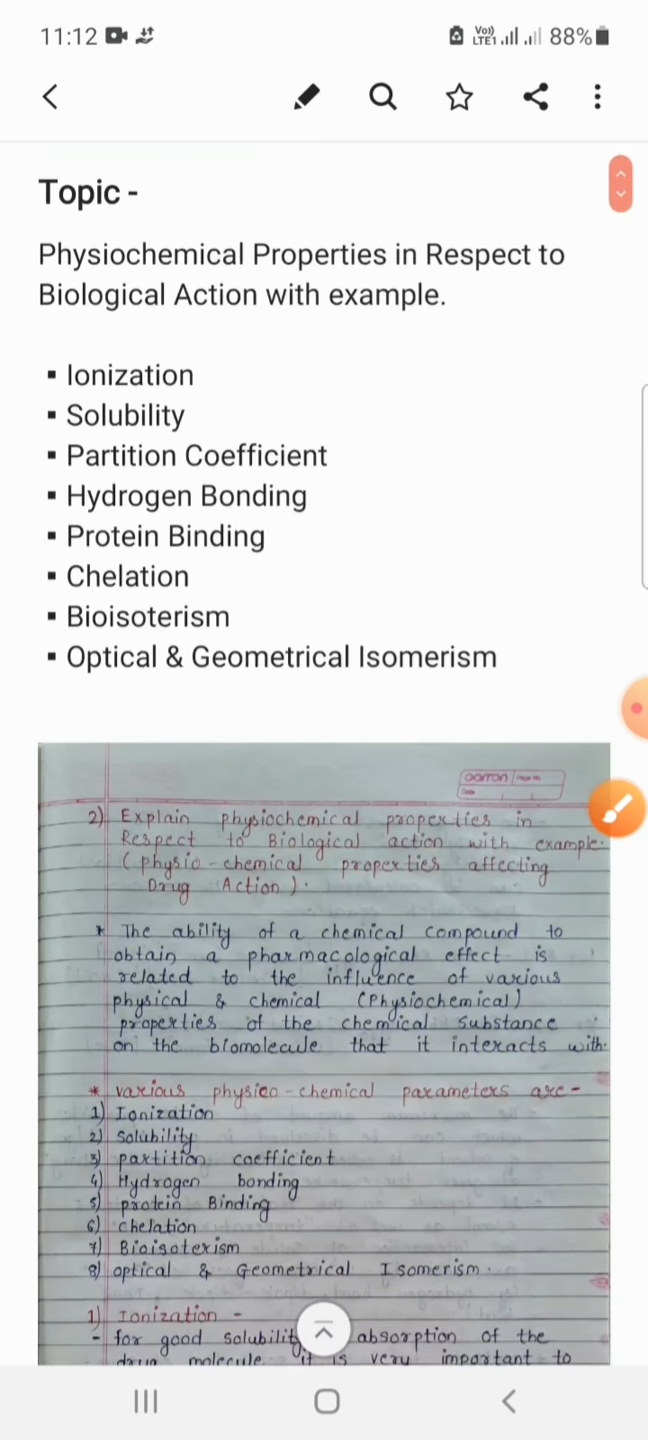 11:12
Vo)) LTE1 88%
Topic -
Physiochemical Properties in Respect to
Biological Action with example.
▪ Ionization
▪ Solubility
▪ Partition Coefficient
▪ Hydrogen Bonding
▪ Protein Binding
▪ Chelation
▪ Bioisoterism
▪ Optical & Geometrical Isomerism
2) Explain physiochemical properties in
Respect to Biological action with example.
(physio-chemical properties affecting
Drug Action).
* The ability of a chemical compound to
obtain a pharmacological effect is
related to the influence of various
physical & chemical (Physiochemical)
properties of the chemical substance
on the biomolecule that it interacts with.
* various physico-chemical parameters are-
1) Ionization
2) Solubility
3) partition coefficient
4) Hydrogen bonding
5) protein Binding
6) chelation
7) Bioisoterism
8) optical & Geometrical Isomerism.
1) Ionization -
- for good absorption of the
drug molecule it is very important to